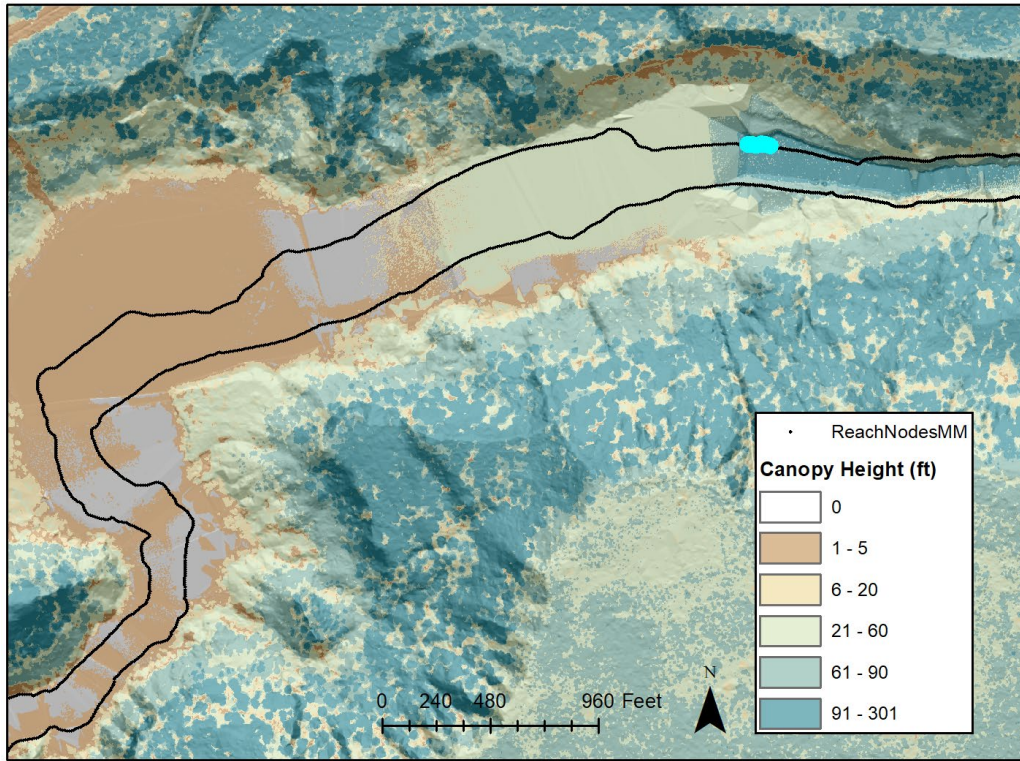 ReachNodesMM
Canopy Height (ft)
0
1 - 5
6 - 20
21 - 60
61 - 90
91 - 301
N
0 240 480 960 Feet